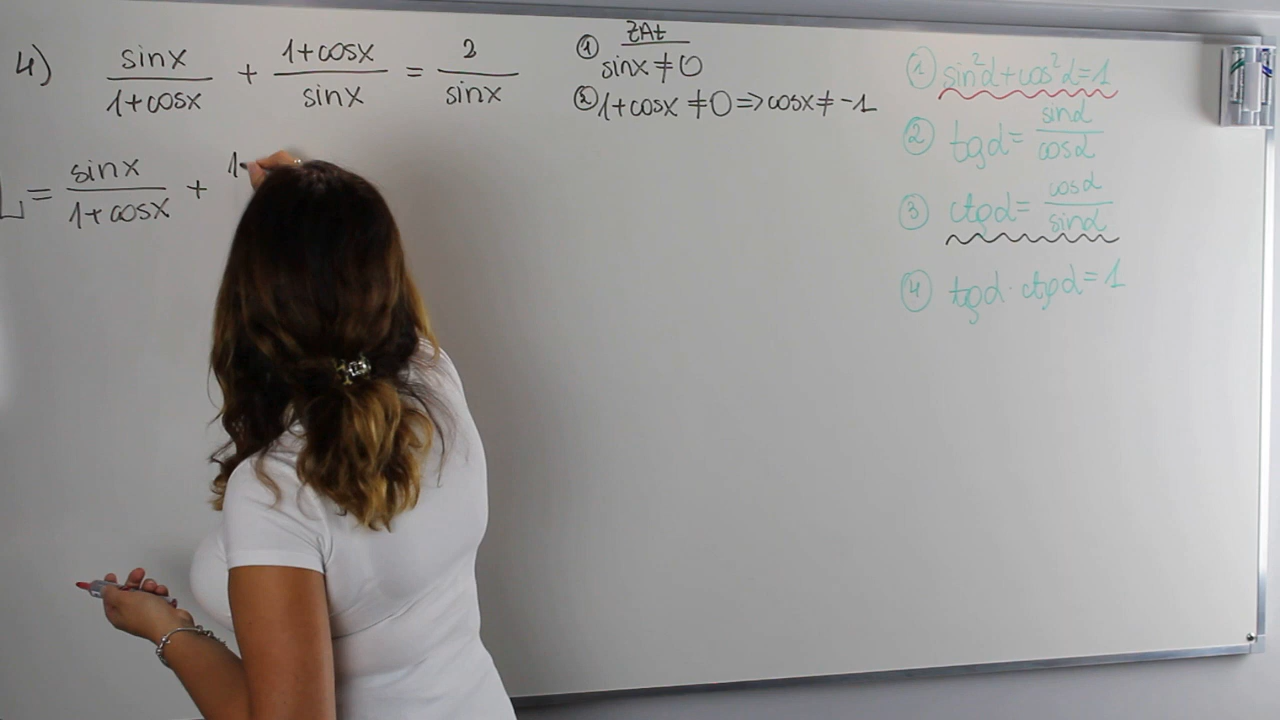 4) sinx/1+cosx + 1+cosx/sinx = 2/sinx
L = sinx/1+cosx + 1
ZAŁ
① sinx ≠ 0
② 1+cosx ≠ 0 => cosx ≠ -1
① sin²α+cos²α=1
② tgα= sinα/cosα
③ ctgα= cosα/sinα
④ tgα · ctgα = 1